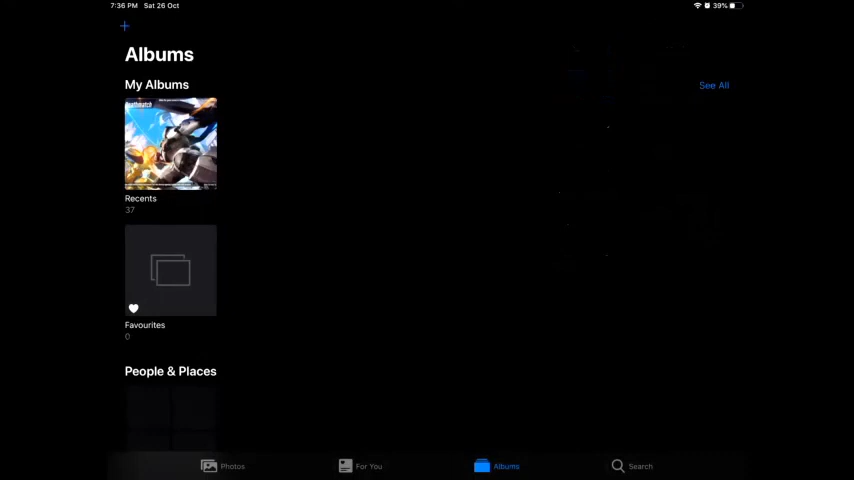 7:36 PM Sat 26 Oct
39%
+
Albums
My Albums
See All
Deathmatch
Recents
37
Favourites
0
People & Places
Photos
For You
Albums
Search